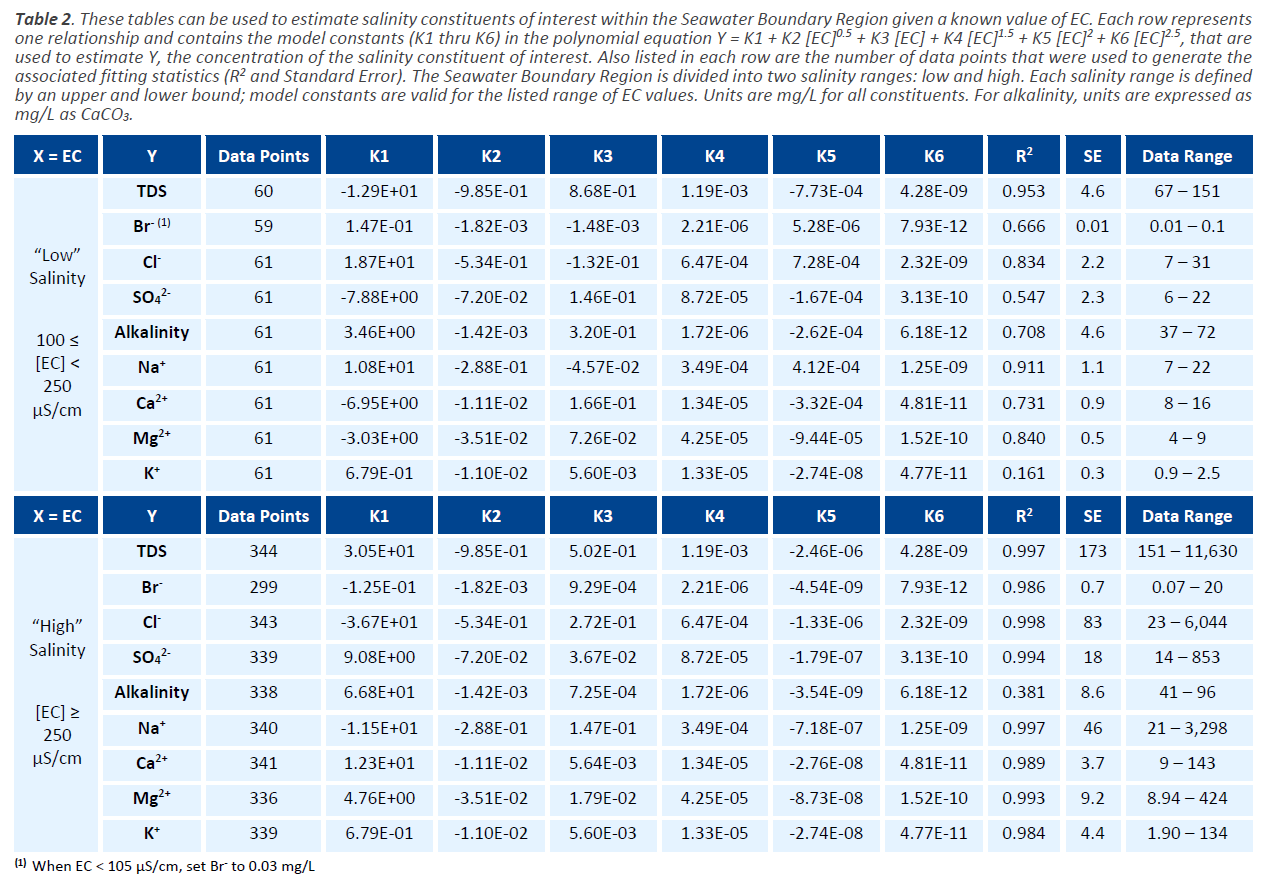 Table 2. These tables can be used to estimate salinity constituents of interest within the Seawater Boundary Region given a known value of EC. Each row represents
one relationship and contains the model constants (K1 thru K6) in the polynomial equation Y = K1 + K2 [EC]^0.5 + K3 [EC] + K4 [EC]^1.5 + K5 [EC]^2 + K6 [EC]^2.5, that are
used to estimate Y, the concentration of the salinity constituent of interest. Also listed in each row are the number of data points that were used to generate the
associated fitting statistics (R² and Standard Error). The Seawater Boundary Region is divided into two salinity ranges: low and high. Each salinity range is defined
by an upper and lower bound; model constants are valid for the listed range of EC values. Units are mg/L for all constituents. For alkalinity, units are expressed as
mg/L as CaCO₃.
X = EC Y Data Points K1 K2 K3 K4 K5 K6 R² SE Data Range
“Low”
Salinity
100 ≤
[EC] <
250
µS/cm
TDS 60 -1.29E+01 -9.85E-01 8.68E-01 1.19E-03 -7.73E-04 4.28E-09 0.953 4.6 67 – 151
Br⁻ ⁽¹⁾ 59 1.47E-01 -1.82E-03 -1.48E-03 2.21E-06 5.28E-06 7.93E-12 0.666 0.01 0.01 – 0.1
Cl⁻ 61 1.87E+01 -5.34E-01 -1.32E-01 6.47E-04 7.28E-04 2.32E-09 0.834 2.2 7 – 31
SO₄²⁻ 61 -7.88E+00 -7.20E-02 1.46E-01 8.72E-05 -1.67E-04 3.13E-10 0.547 2.3 6 – 22
Alkalinity 61 3.46E+00 -1.42E-03 3.20E-01 1.72E-06 -2.62E-04 6.18E-12 0.708 4.6 37 – 72
Na⁺ 61 1.08E+01 -2.88E-01 -4.57E-02 3.49E-04 4.12E-04 1.25E-09 0.911 1.1 7 – 22
Ca²⁺ 61 -6.95E+00 -1.11E-02 1.66E-01 1.34E-05 -3.32E-04 4.81E-11 0.731 0.9 8 – 16
Mg²⁺ 61 -3.03E+00 -3.51E-02 7.26E-02 4.25E-05 -9.44E-05 1.52E-10 0.840 0.5 4 – 9
K⁺ 61 6.79E-01 -1.10E-02 5.60E-03 1.33E-05 -2.74E-08 4.77E-11 0.161 0.3 0.9 – 2.5
X = EC Y Data Points K1 K2 K3 K4 K5 K6 R² SE Data Range
“High”
Salinity
[EC] ≥
250
µS/cm
TDS 344 3.05E+01 -9.85E-01 5.02E-01 1.19E-03 -2.46E-06 4.28E-09 0.997 173 151 – 11,630
Br⁻ 299 -1.25E-01 -1.82E-03 9.29E-04 2.21E-06 -4.54E-09 7.93E-12 0.986 0.7 0.07 – 20
Cl⁻ 343 -3.67E+01 -5.34E-01 2.72E-01 6.47E-04 -1.33E-06 2.32E-09 0.998 83 23 – 6,044
SO₄²⁻ 339 9.08E+00 -7.20E-02 3.67E-02 8.72E-05 -1.79E-07 3.13E-10 0.994 18 14 – 853
Alkalinity 338 6.68E+01 -1.42E-03 7.25E-04 1.72E-06 -3.54E-09 6.18E-12 0.381 8.6 41 – 96
Na⁺ 340 -1.15E+01 -2.88E-01 1.47E-01 3.49E-04 -7.18E-07 1.25E-09 0.997 46 21 – 3,298
Ca²⁺ 341 1.23E+01 -1.11E-02 5.64E-03 1.34E-05 -2.76E-08 4.81E-11 0.989 3.7 9 – 143
Mg²⁺ 336 4.76E+00 -3.51E-02 1.79E-02 4.25E-05 -8.73E-08 1.52E-10 0.993 9.2 8.94 – 424
K⁺ 339 6.79E-01 -1.10E-02 5.60E-03 1.33E-05 -2.74E-08 4.77E-11 0.984 4.4 1.90 – 134
⁽¹⁾ When EC < 105 µS/cm, set Br⁻ to 0.03 mg/L